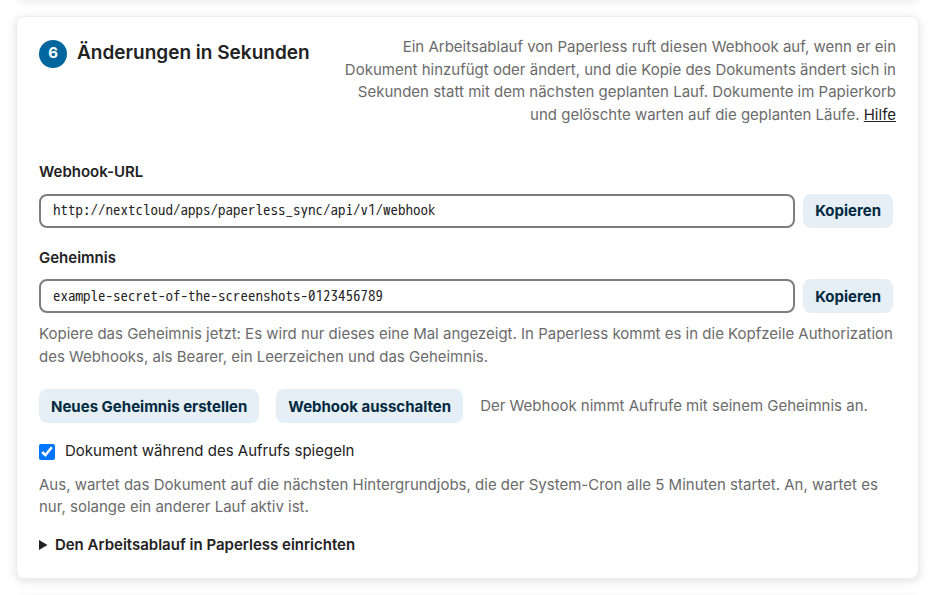 6 Änderungen in Sekunden
Ein Arbeitsablauf von Paperless ruft diesen Webhook auf, wenn er ein
Dokument hinzufügt oder ändert, und die Kopie des Dokuments ändert sich in
Sekunden statt mit dem nächsten geplanten Lauf. Dokumente im Papierkorb
und gelöschte warten auf die geplanten Läufe. Hilfe
Webhook-URL
http://nextcloud/apps/paperless_sync/api/v1/webhook
Kopieren
Geheimnis
example-secret-of-the-screenshots-0123456789
Kopieren
Kopiere das Geheimnis jetzt: Es wird nur dieses eine Mal angezeigt. In Paperless kommt es in die Kopfzeile Authorization
des Webhooks, als Bearer, ein Leerzeichen und das Geheimnis.
Neues Geheimnis erstellen
Webhook ausschalten
Der Webhook nimmt Aufrufe mit seinem Geheimnis an.
Dokument während des Aufrufs spiegeln
Aus, wartet das Dokument auf die nächsten Hintergrundjobs, die der System-Cron alle 5 Minuten startet. An, wartet es
nur, solange ein anderer Lauf aktiv ist.
Den Arbeitsablauf in Paperless einrichten